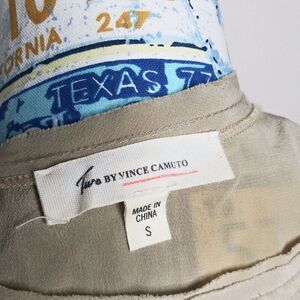 247
ORNIA
TEXAS
Two BY VINCE CAMUTO
MADE IN
CHINA
S